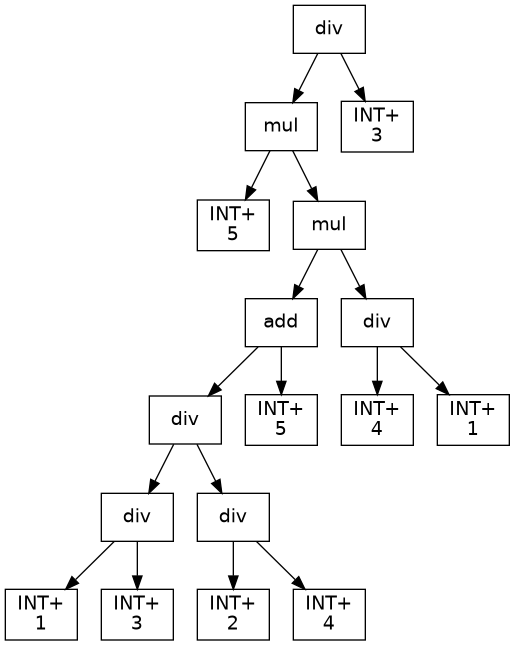 div
mul
INT+
3
INT+
5
mul
add
div
div
INT+
5
INT+
4
INT+
1
div
div
INT+
1
INT+
3
INT+
2
INT+
4